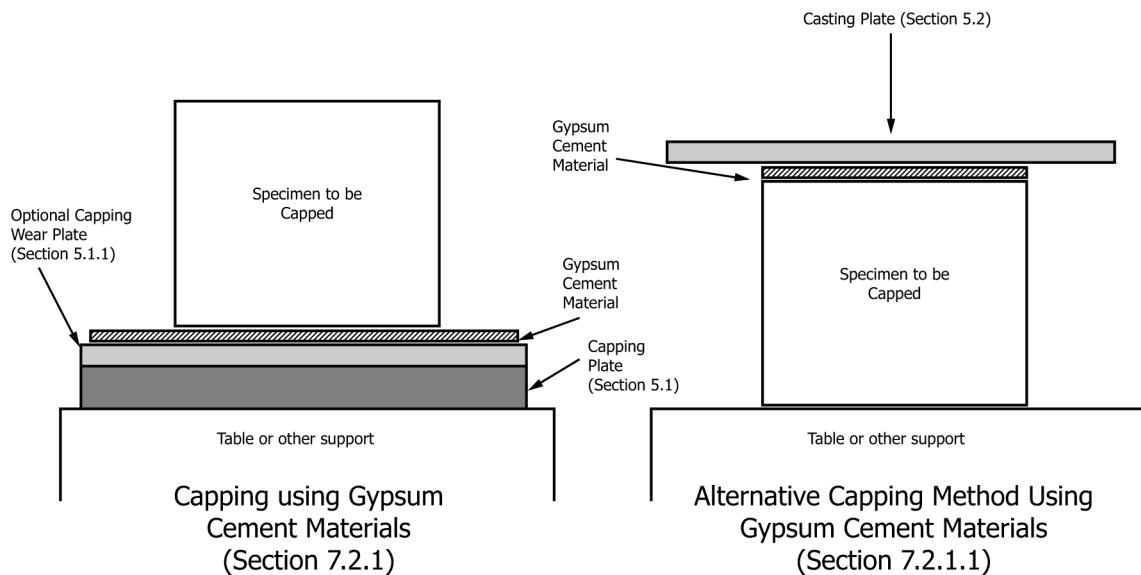 Optional Capping
Wear Plate
(Section 5.1.1)
Specimen to be
Capped
Gypsum
Cement
Material
Capping
Plate
(Section 5.1)
Table or other support
Capping using Gypsum
Cement Materials
(Section 7.2.1)
Casting Plate (Section 5.2)
Gypsum
Cement
Material
Specimen to be
Capped
Table or other support
Alternative Capping Method Using
Gypsum Cement Materials
(Section 7.2.1.1)